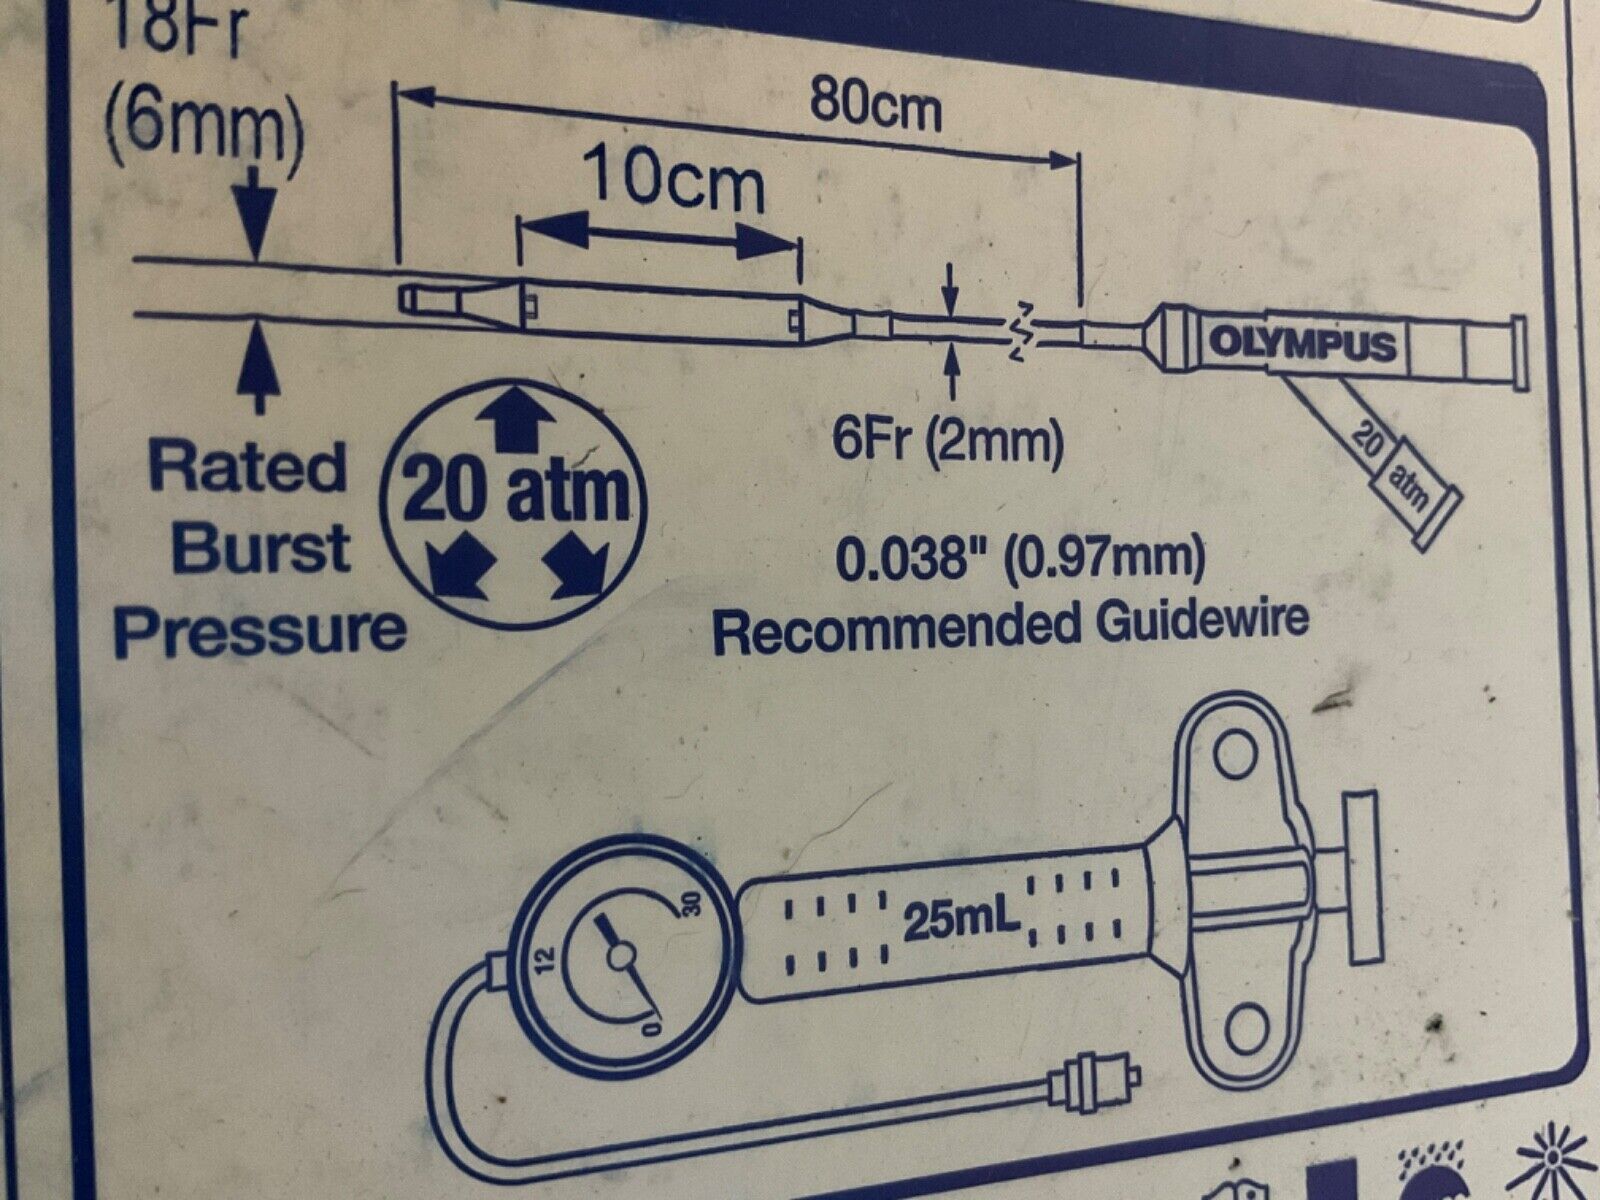 18Fr
(6mm)
80cm
10cm
OLYMPUS
20 atm
6Fr (2mm)
Rated
Burst
Pressure
20 atm
0.038" (0.97mm)
Recommended Guidewire
30
12
0
25mL